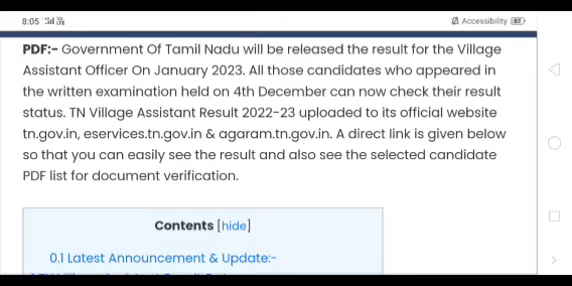 8:05
Accessibility
PDF:- Government Of Tamil Nadu will be released the result for the Village
Assistant Officer On January 2023. All those candidates who appeared in
the written examination held on 4th December can now check their result
status. TN Village Assistant Result 2022-23 uploaded to its official website
tn.gov.in, eservices.tn.gov.in & agaram.tn.gov.in. A direct link is given below
so that you can easily see the result and also see the selected candidate
PDF list for document verification.
Contents [hide]
0.1 Latest Announcement & Update:-